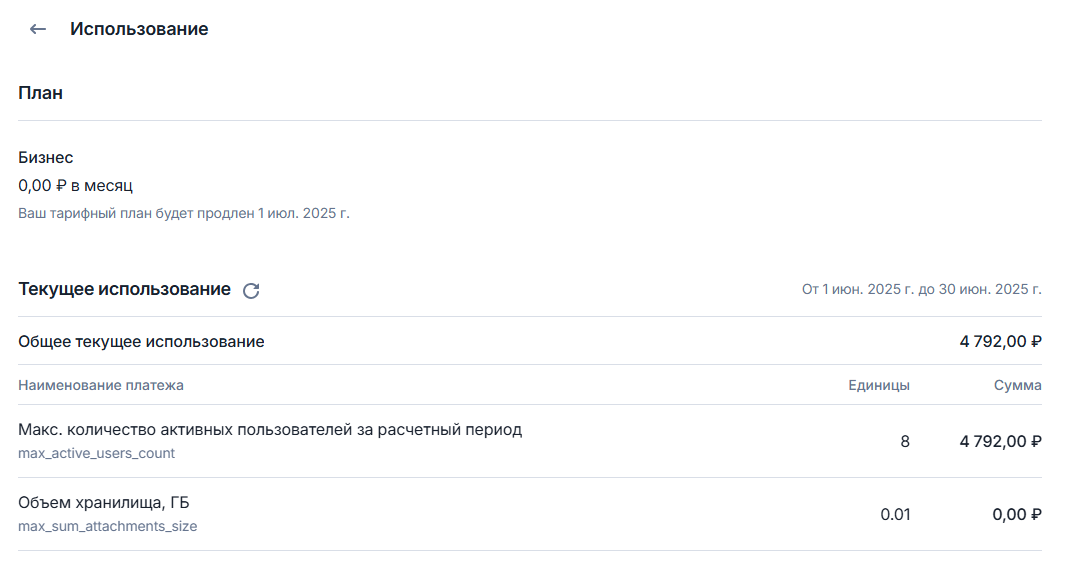 Использование
План
Бизнес
0,00 ₽ в месяц
Ваш тарифный план будет продлен 1 июл. 2025 г.
Текущее использование
От 1 июн. 2025 г. до 30 июн. 2025 г.
Общее текущее использование 4 792,00 ₽
Наименование платежа Единицы Сумма
Макс. количество активных пользователей за расчетный период
max_active_users_count
8 4 792,00 ₽
Объем хранилища, ГБ
max_sum_attachments_size
0.01 0,00 ₽